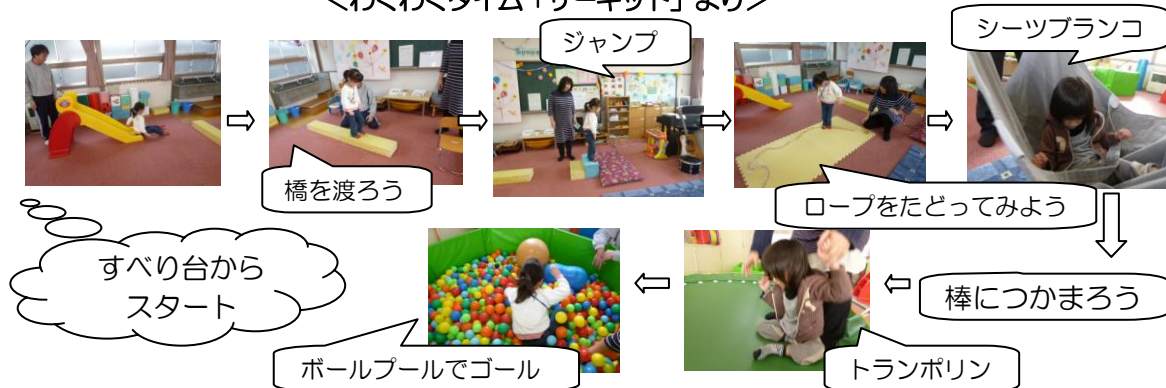 <わくわくタイム「サーキット」より>
ジャンプ
シーツブランコ
橋を渡ろう
ロープをたどってみよう
すべり台から
スタート
棒につかまろう
ボールプールでゴール
トランポリン